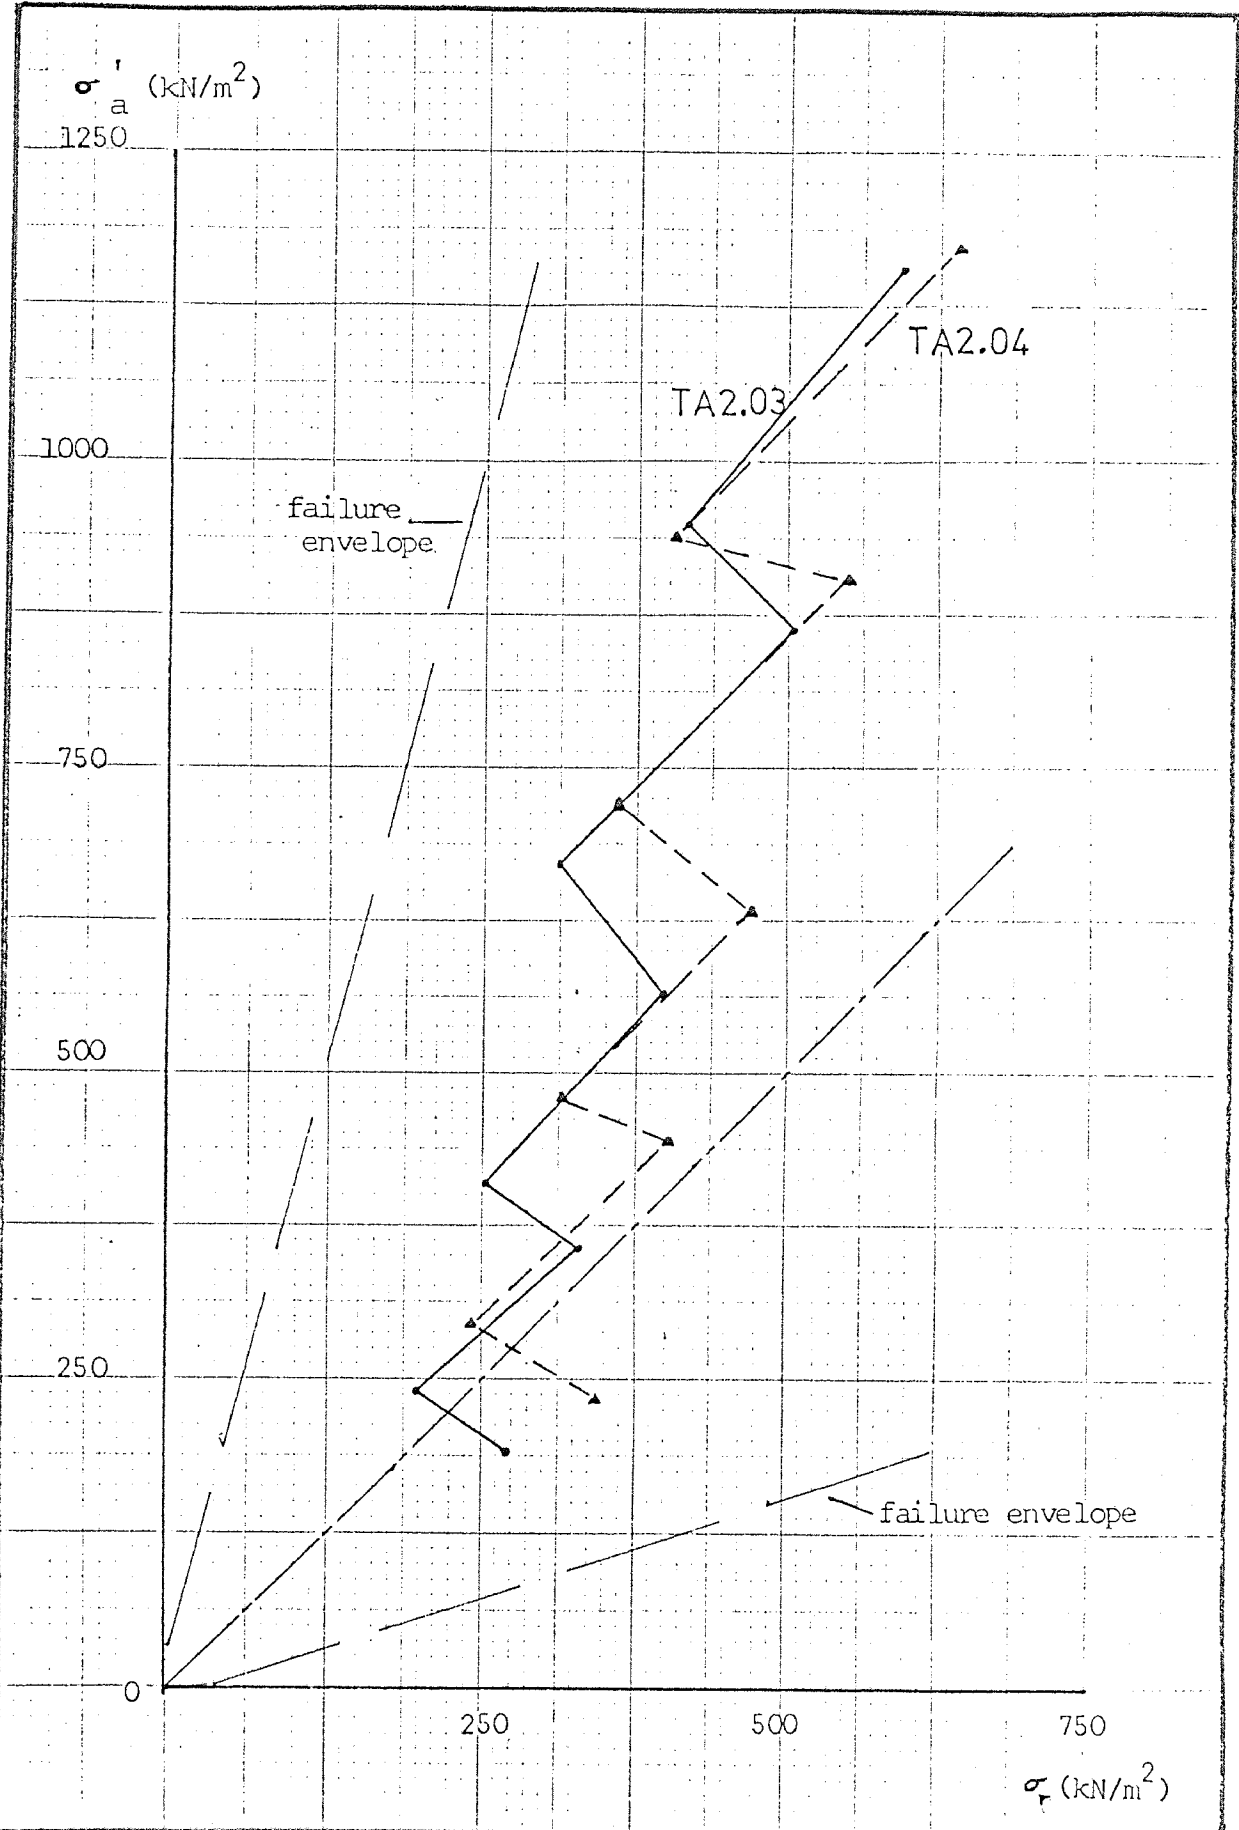 σ'a (kN/m²)
1250
TA2.04
TA2.03
1000
failure
envelope
750
500
250
failure envelope
0
250 500 750
σr (kN/m²)